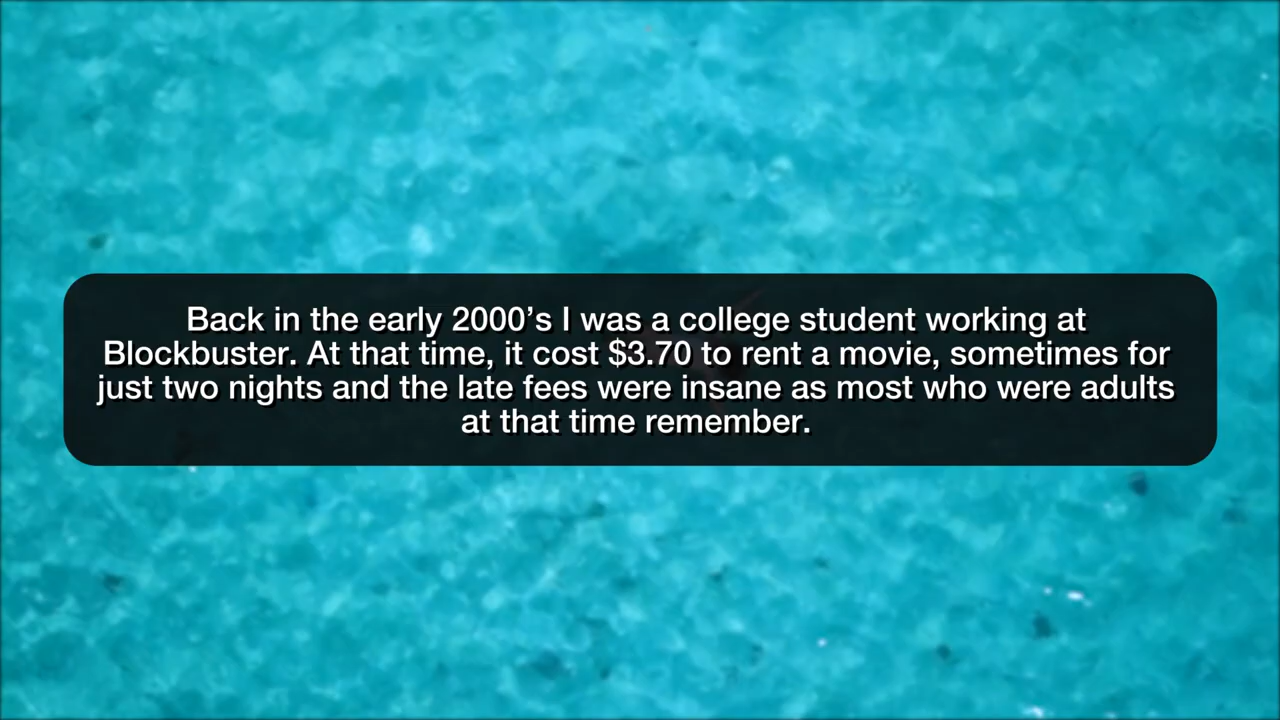 Back in the early 2000’s I was a college student working at
Blockbuster. At that time, it cost $3.70 to rent a movie, sometimes for
just two nights and the late fees were insane as most who were adults
at that time remember.